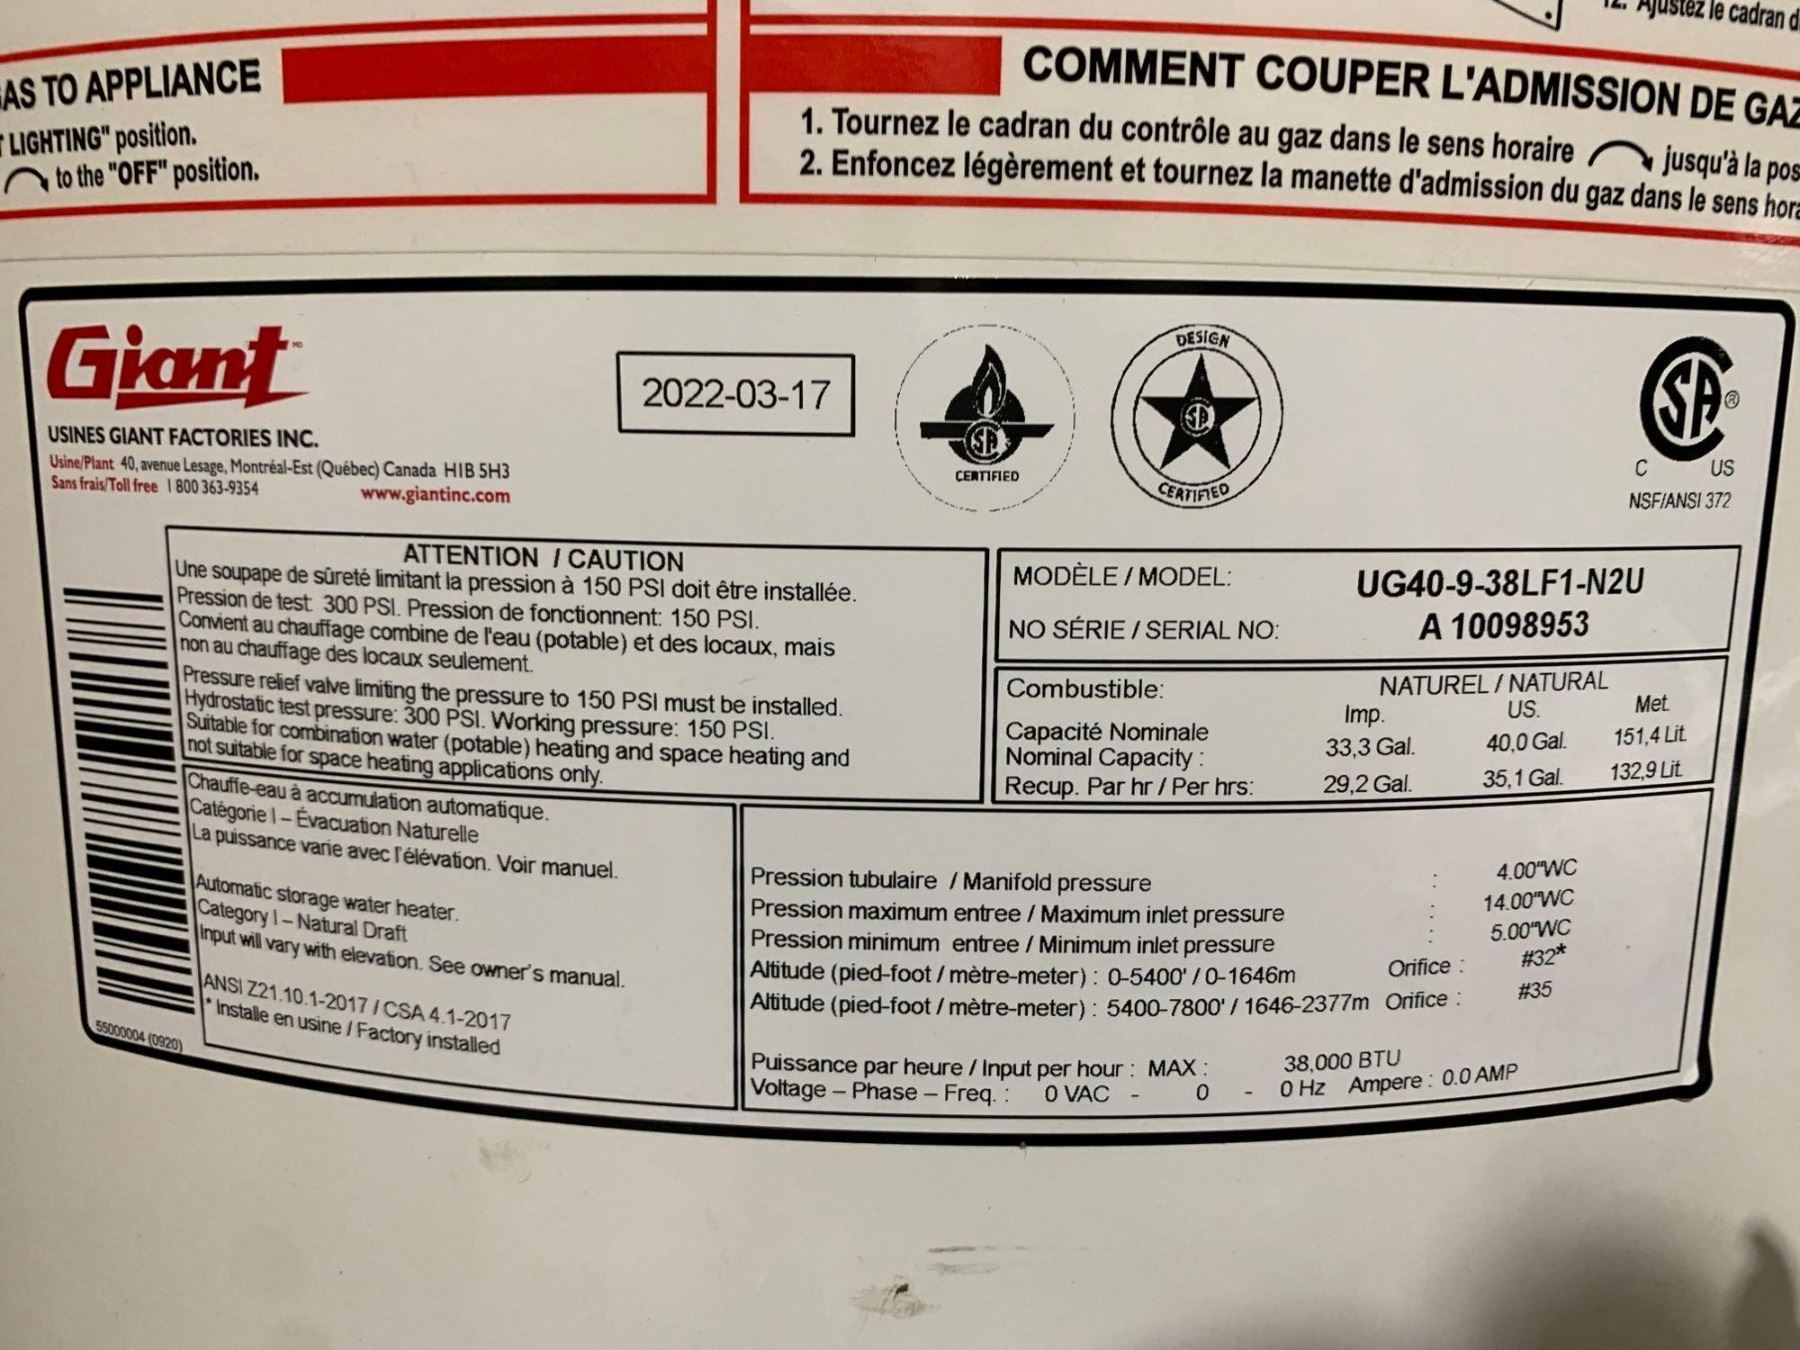 AS TO APPLIANCE
LIGHTING" position.
to the "OFF" position.
12. Ajustez le cadran d
COMMENT COUPER L'ADMISSION DE GAZ
1. Tournez le cadran du contrôle au gaz dans le sens horaire jusqu'à la pos
2. Enfoncez légèrement et tournez la manette d'admission du gaz dans le sens hora
Giant MD
USINES GIANT FACTORIES INC.
Usine/Plant 40, avenue Lesage, Montréal-Est (Québec) Canada H1B 5H3
Sans frais/Toll free 1 800 363-9354
www.giantinc.com
2022-03-17
SA
CERTIFIED
DESIGN
SA
CERTIFIED
SA ®
C US
NSF/ANSI 372
ATTENTION / CAUTION
Une soupape de sûreté limitant la pression à 150 PSI doit être installée.
Pression de test: 300 PSI. Pression de fonctionnent: 150 PSI.
Convient au chauffage combine de l'eau (potable) et des locaux, mais
non au chauffage des locaux seulement.
Pressure relief valve limiting the pressure to 150 PSI must be installed.
Hydrostatic test pressure: 300 PSI. Working pressure: 150 PSI.
Suitable for combination water (potable) heating and space heating and
not suitable for space heating applications only.
MODÈLE / MODEL: UG40-9-38LF1-N2U
NO SÉRIE / SERIAL NO: A 10098953
Combustible: NATUREL / NATURAL
Imp. US. Met.
Capacité Nominale
Nominal Capacity : 33,3 Gal. 40,0 Gal. 151,4 Lit.
Recup. Par hr / Per hrs: 29,2 Gal. 35,1 Gal. 132,9 Lit.
Chauffe-eau à accumulation automatique.
Catégorie I – Évacuation Naturelle
La puissance varie avec l'élévation. Voir manuel.
Automatic storage water heater.
Category I – Natural Draft
Input will vary with elevation. See owner's manual.
ANSI Z21.10.1-2017 / CSA 4.1-2017
* Installe en usine / Factory installed
55000004 (0920)
Pression tubulaire / Manifold pressure : 4.00"WC
Pression maximum entree / Maximum inlet pressure : 14.00"WC
Pression minimum entree / Minimum inlet pressure : 5.00"WC
Altitude (pied-foot / mètre-meter) : 0-5400' / 0-1646m Orifice : #32*
Altitude (pied-foot / mètre-meter) : 5400-7800' / 1646-2377m Orifice : #35
Puissance par heure / Input per hour : MAX : 38,000 BTU
Voltage – Phase – Freq. : 0 VAC - 0 - 0 Hz Ampere : 0.0 AMP